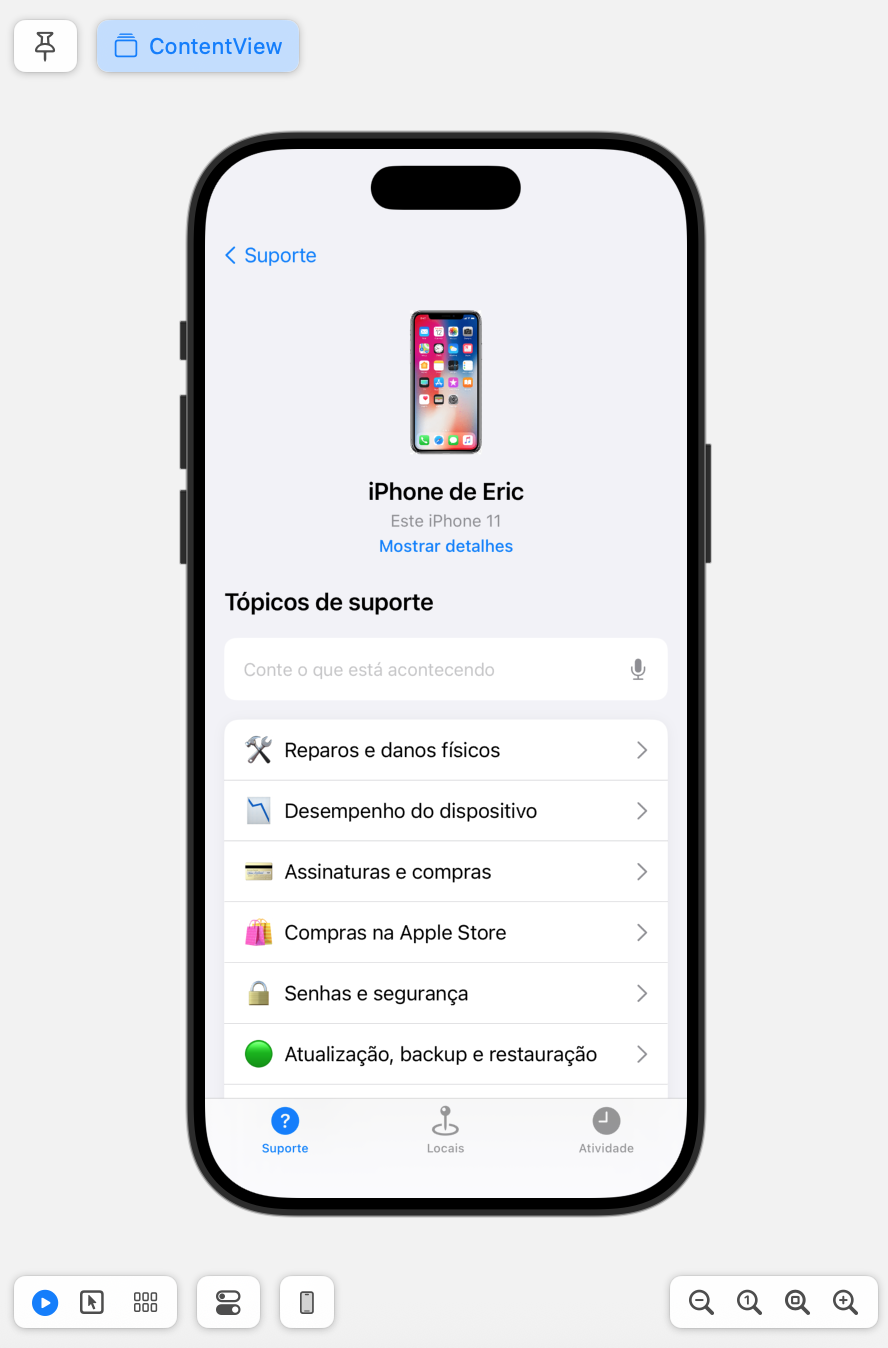 ContentView
Suporte
iPhone de Eric
Este iPhone 11
Mostrar detalhes
Tópicos de suporte
Conte o que está acontecendo
Reparos e danos físicos
Desempenho do dispositivo
Assinaturas e compras
Compras na Apple Store
Senhas e segurança
Atualização, backup e restauração
?
Suporte
Locais
Atividade
1